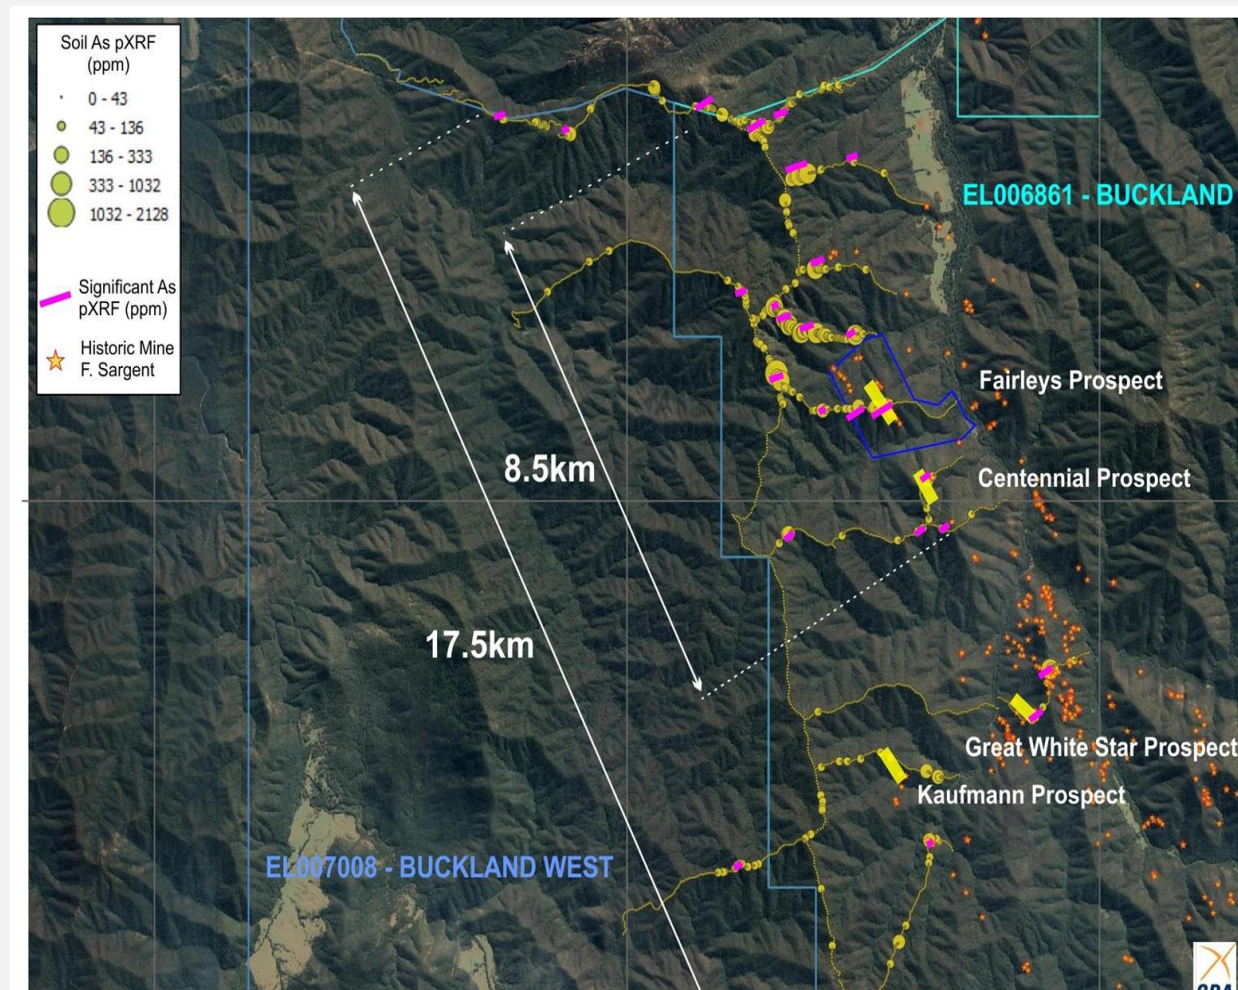 Soil As pXRF
(ppm)
0 - 43
43 - 136
136 - 333
333 - 1032
1032 - 2128
Significant As
pXRF (ppm)
Historic Mine
F. Sargent
EL006861 - BUCKLAND
Fairleys Prospect
8.5km
Centennial Prospect
17.5km
Great White Star Prospect
Kaufmann Prospect
EL007008 - BUCKLAND WEST